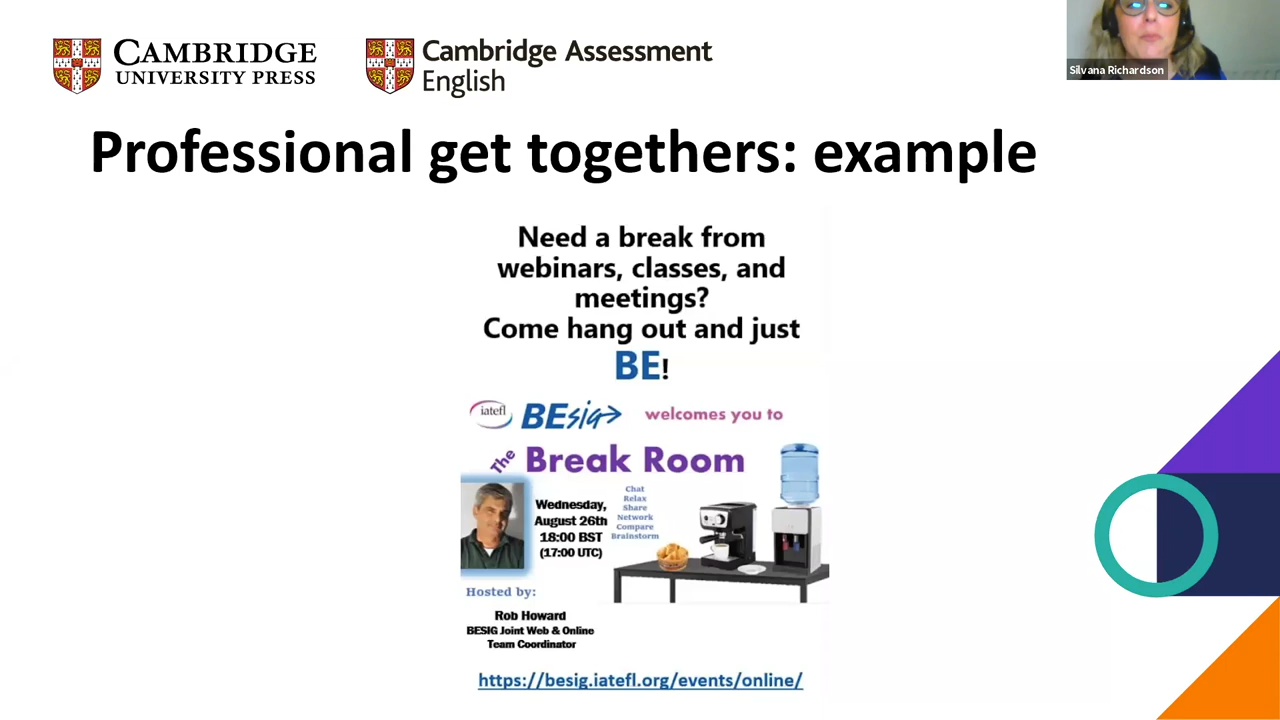 CAMBRIDGE
UNIVERSITY PRESS
Cambridge Assessment
English
Silvana Richardson
Professional get togethers: example
Need a break from
webinars, classes, and
meetings?
Come hang out and just
BE!
iatefl BEsig welcomes you to
The Break Room
Wednesday,
August 26th
18:00 BST
(17:00 UTC)
Chat
Relax
Share
Network
Compare
Brainstorm
Hosted by:
Rob Howard
BESIG Joint Web & Online
Team Coordinator
https://besig.iatefl.org/events/online/